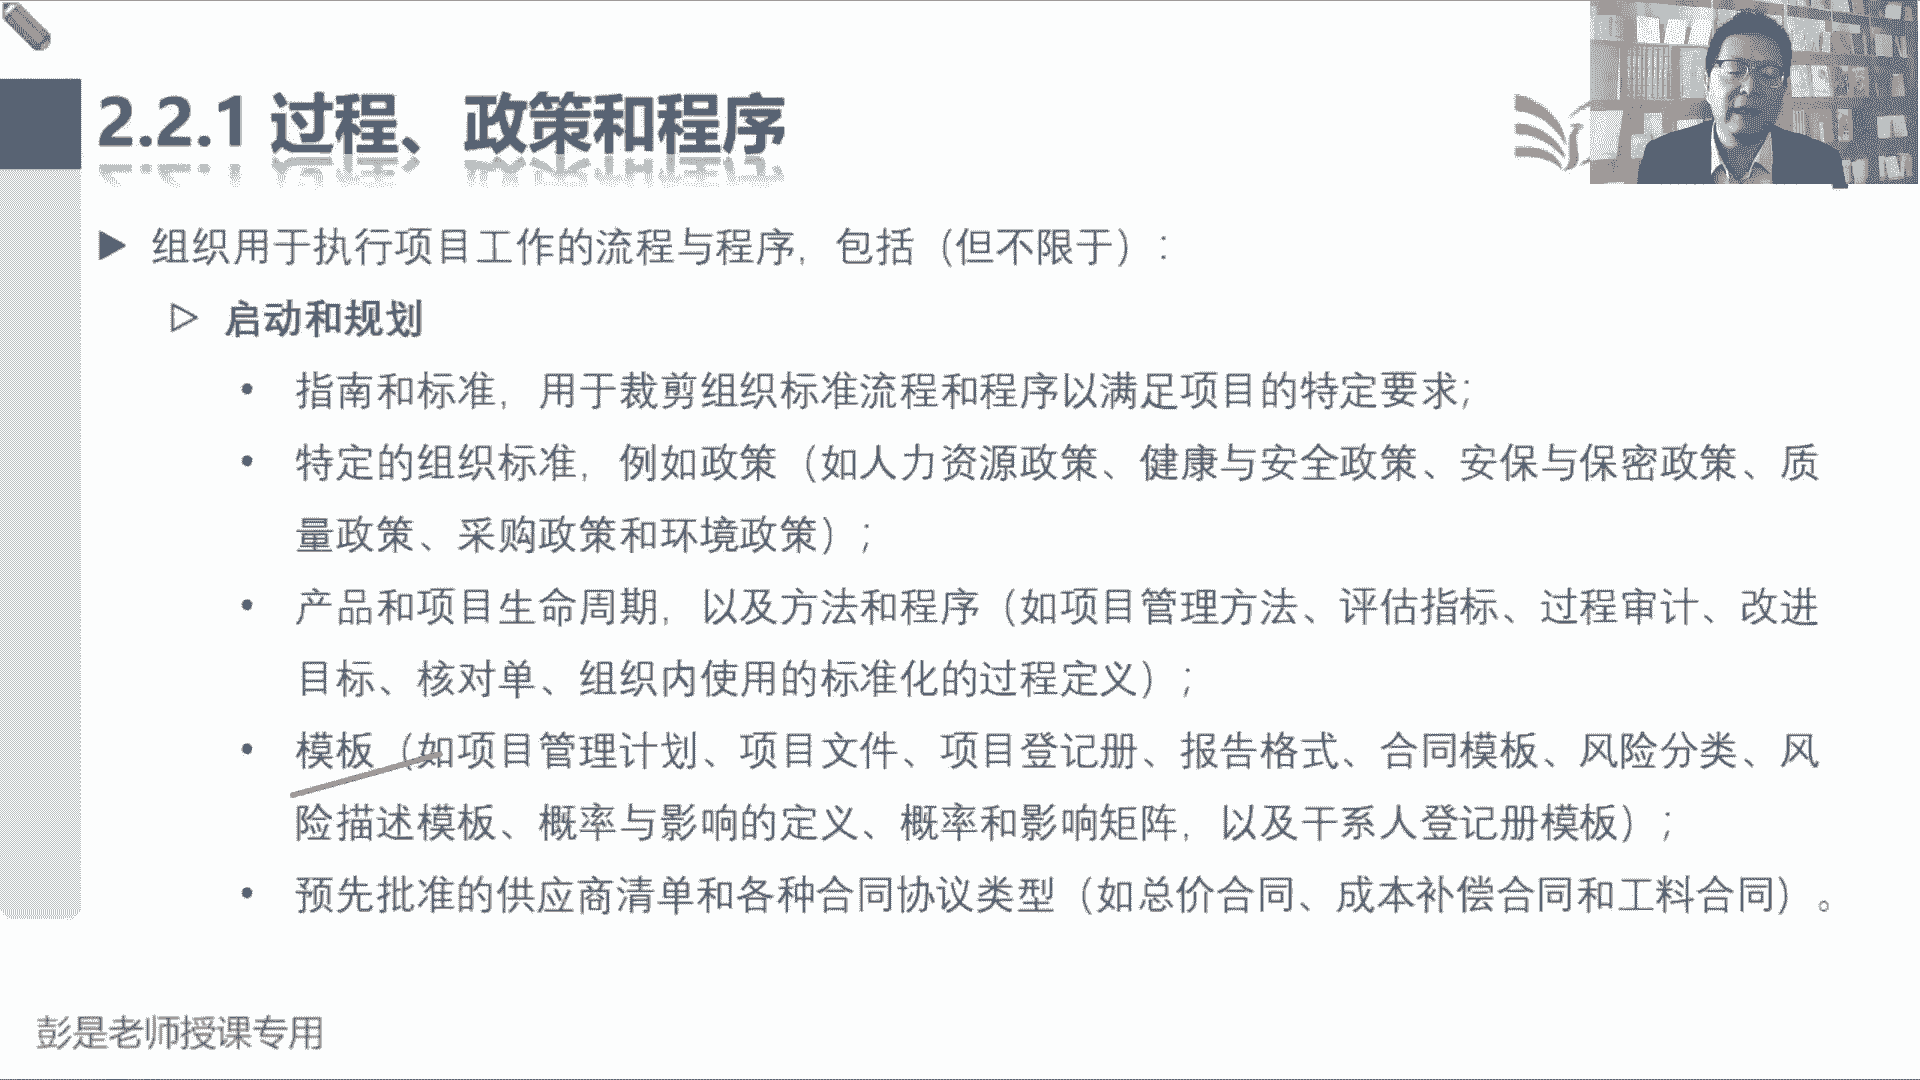 2.2.1 过程、政策和程序
组织用于执行项目工作的流程与程序，包括（但不限于）：
启动和规划
指南和标准，用于裁剪组织标准流程和程序以满足项目的特定要求；
特定的组织标准，例如政策（如人力资源政策、健康与安全政策、安保与保密政策、质
量政策、采购政策和环境政策）；
产品和项目生命周期，以及方法和程序（如项目管理方法、评估指标、过程审计、改进
目标、核对单、组织内使用的标准化的过程定义）；
模板（如项目管理计划、项目文件、项目登记册、报告格式、合同模板、风险分类、风
险描述模板、概率与影响的定义、概率和影响矩阵，以及干系人登记册模板）；
预先批准的供应商清单和各种合同协议类型（如总价合同、成本补偿合同和工料合同）。
彭是老师授课专用